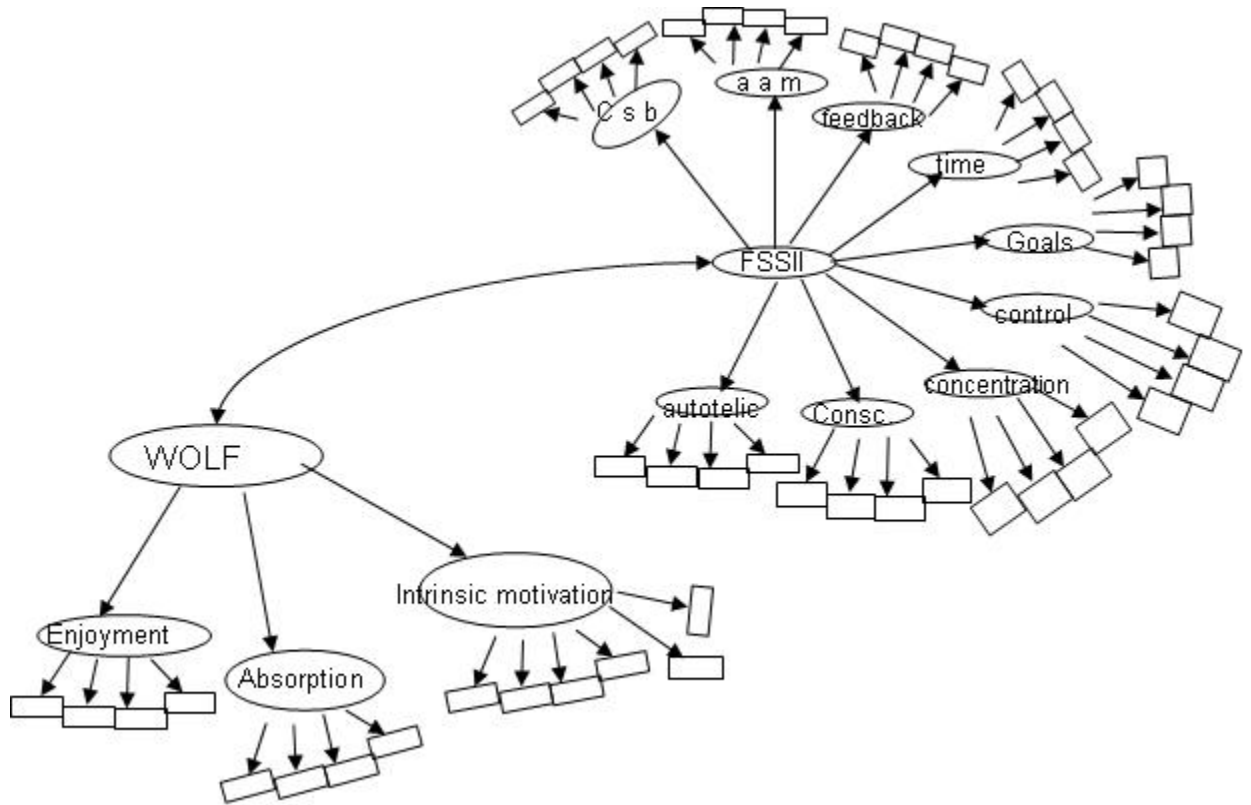 a a m
C s b
feedback
time
Goals
FSSII
control
concentration
autotelic
Consc.
WOLF
Intrinsic motivation
Enjoyment
Absorption